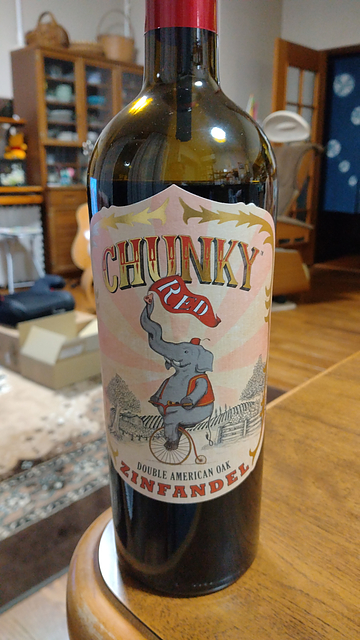 CHUNKY
RED
DOUBLE AMERICAN OAK
ZINFANDEL